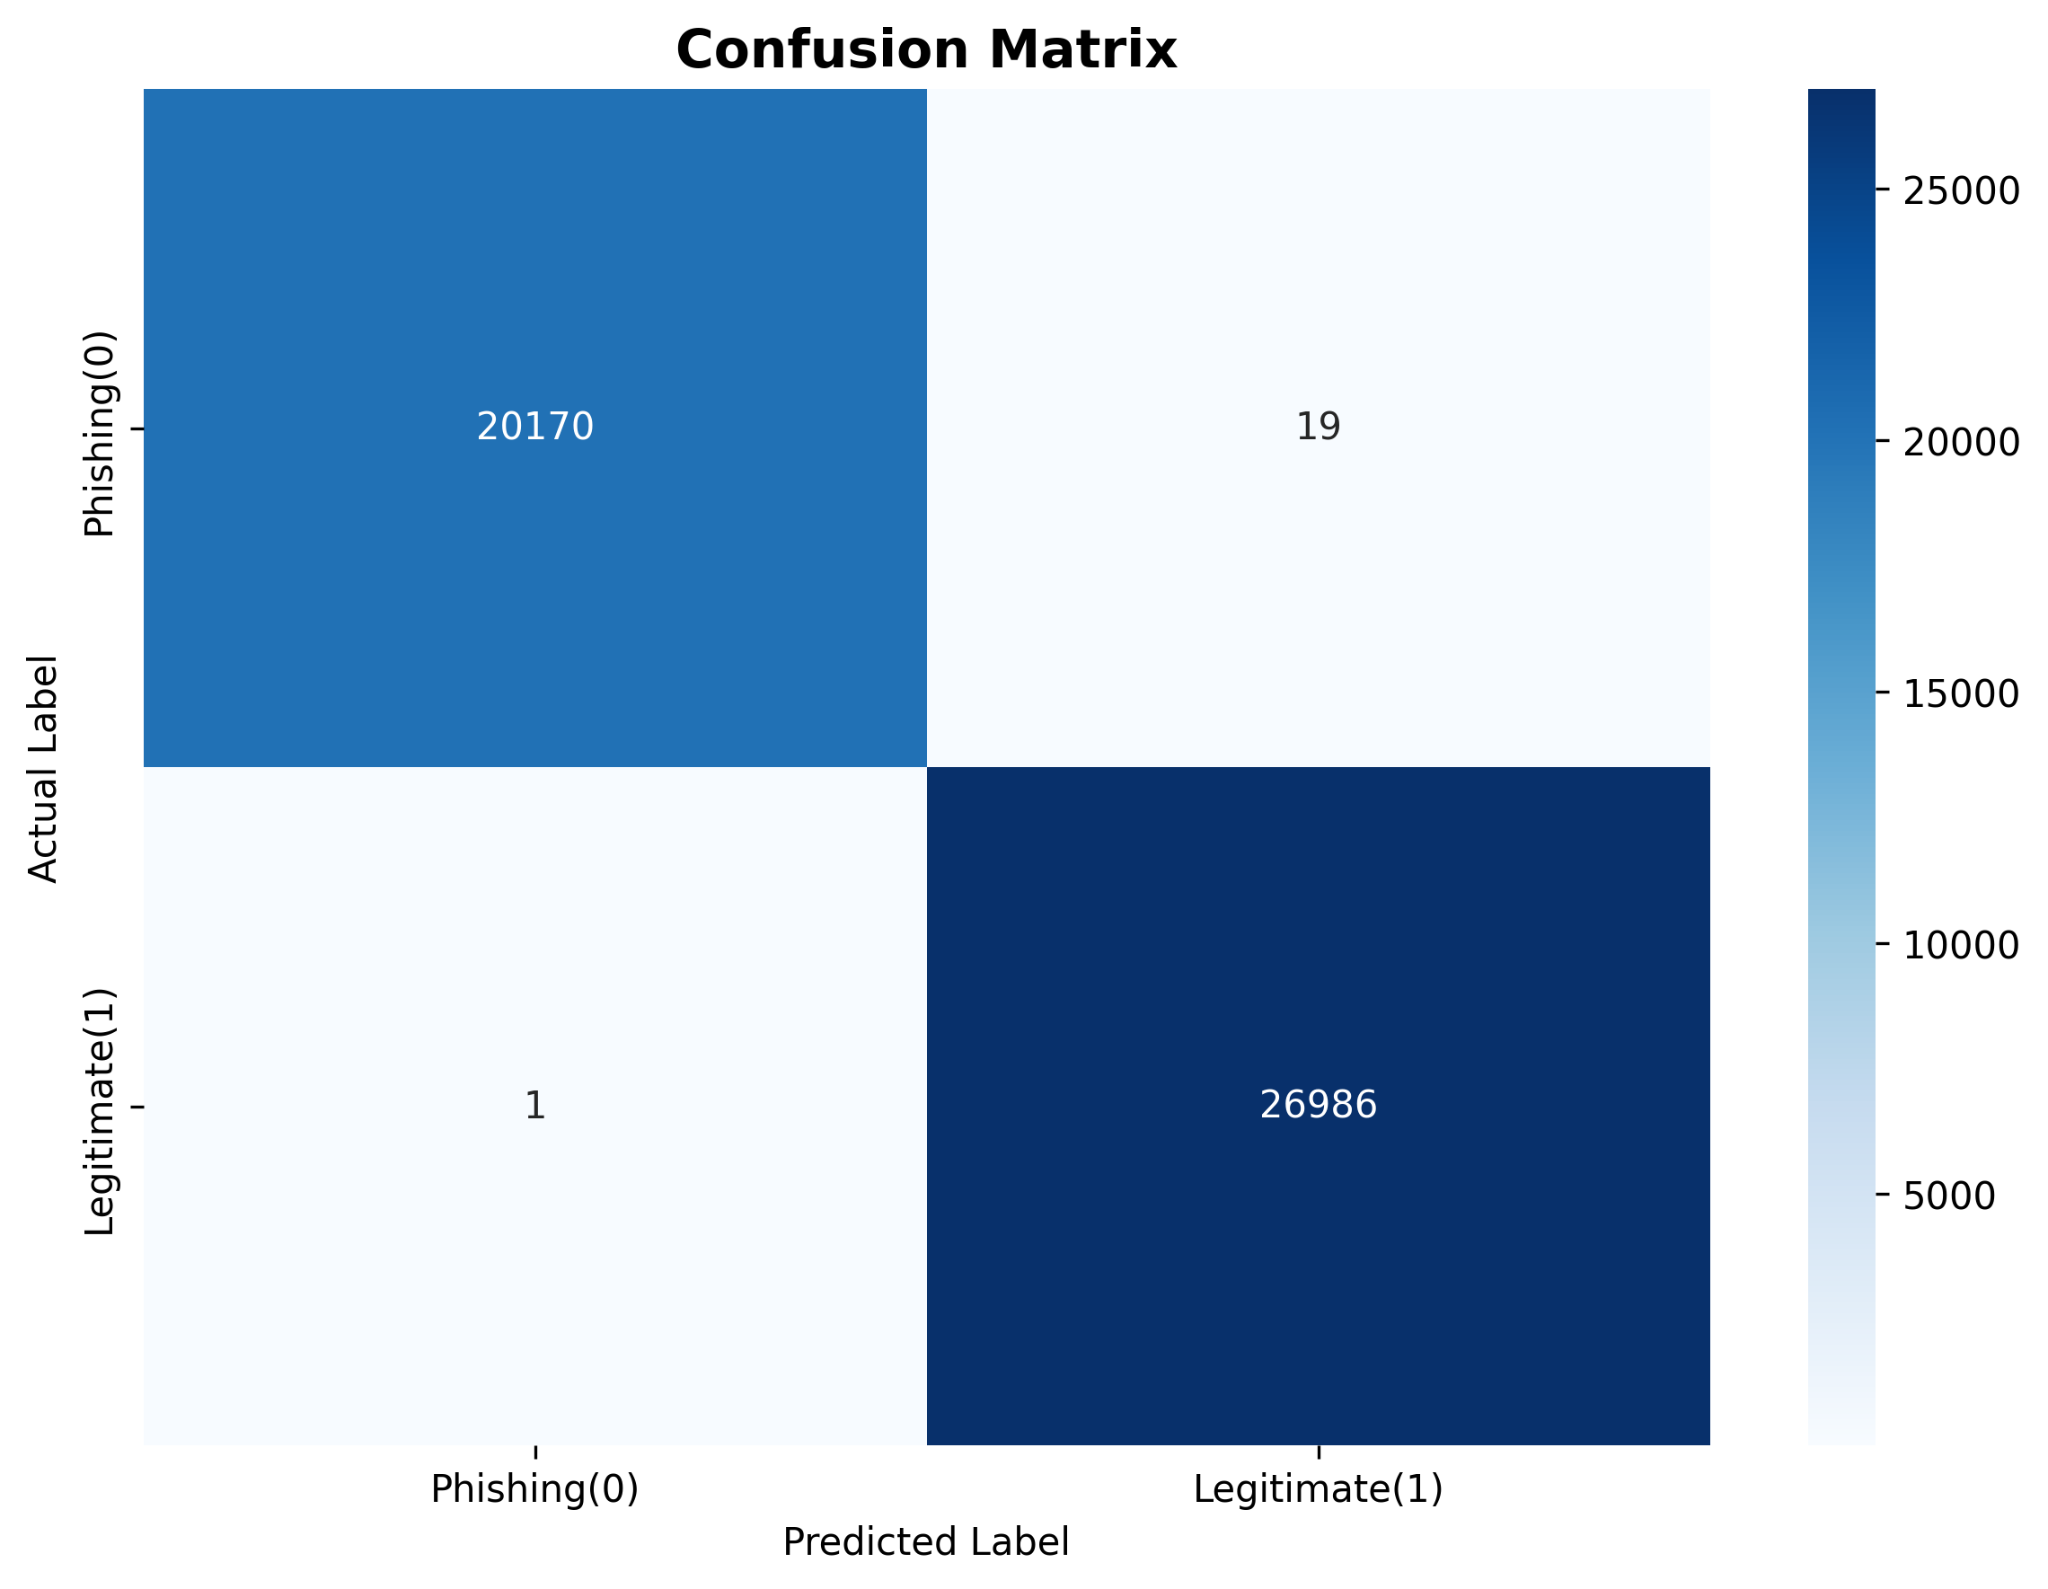 Confusion Matrix
Actual Label
Phishing(0)
20170
19
Legitimate(1)
1
26986
Phishing(0)
Legitimate(1)
Predicted Label
25000
20000
15000
10000
5000